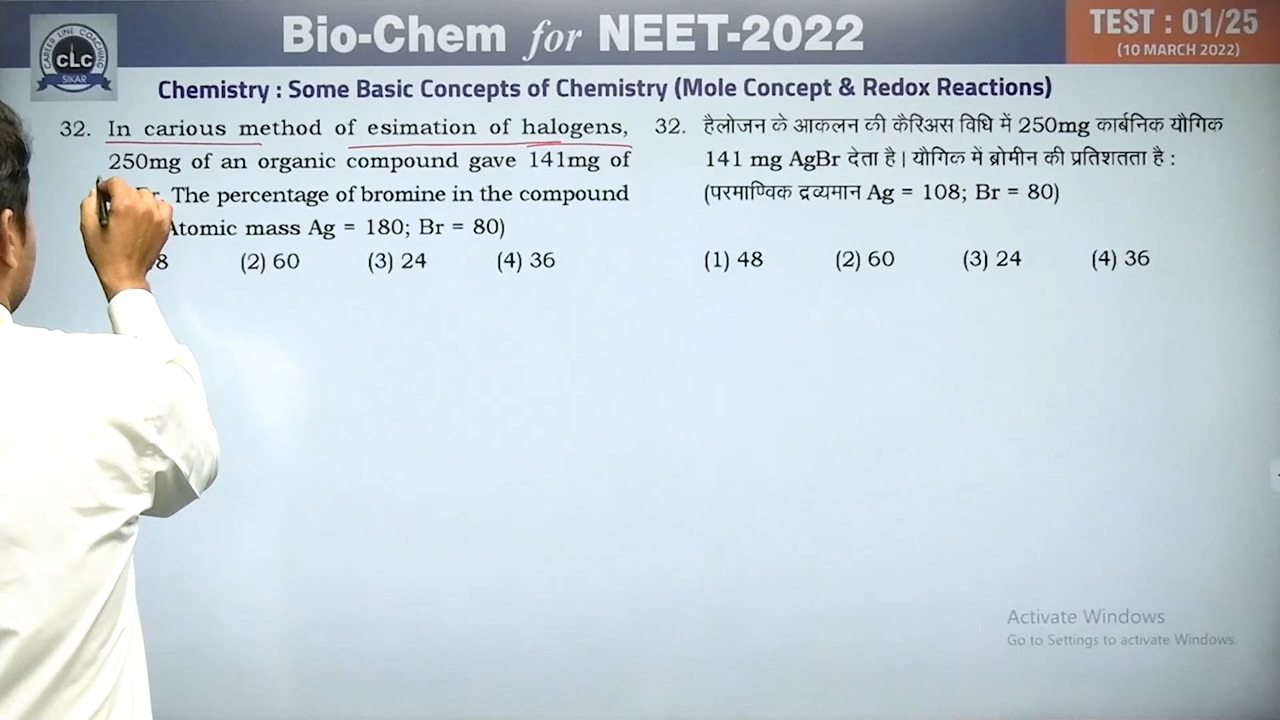 CAREER LINE COACHING
CLC
SIKAR
Bio-Chem for NEET-2022
TEST : 01/25
(10 MARCH 2022)
Chemistry : Some Basic Concepts of Chemistry (Mole Concept & Redox Reactions)
32. In carious method of esimation of halogens,
250mg of an organic compound gave 141mg of
The percentage of bromine in the compound
Atomic mass Ag = 180; Br = 80)
8 (2) 60 (3) 24 (4) 36
32. हैलोजन के आकलन की कैरिअस विधि में 250mg कार्बनिक यौगिक
141 mg AgBr देता है | यौगिक में ब्रोमीन की प्रतिशतता है :
(परमाण्विक द्रव्यमान Ag = 108; Br = 80)
(1) 48 (2) 60 (3) 24 (4) 36
Activate Windows
Go to Settings to activate Windows.